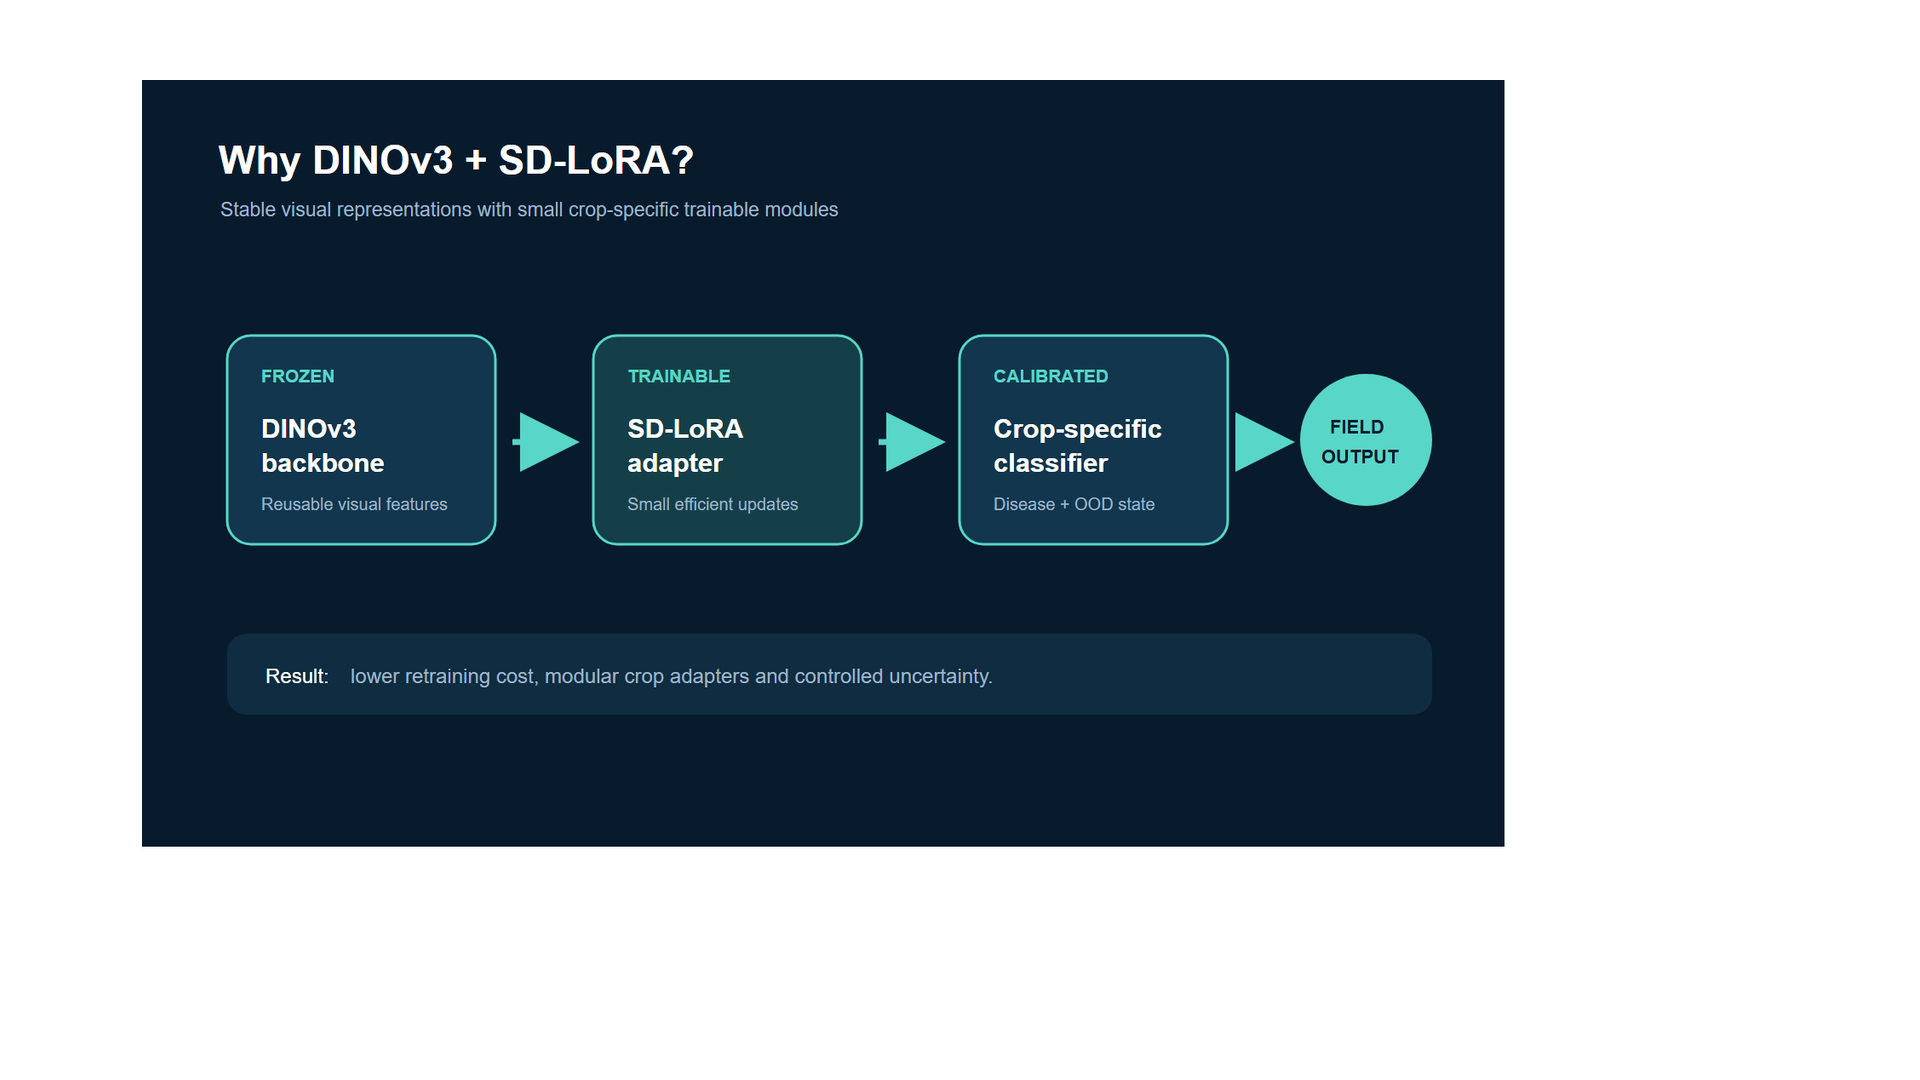 Why DINOv3 + SD-LoRA?
Stable visual representations with small crop-specific trainable modules
FROZEN
DINOv3
backbone
Reusable visual features
TRAINABLE
SD-LoRA
adapter
Small efficient updates
CALIBRATED
Crop-specific
classifier
Disease + OOD state
FIELD
OUTPUT
Result: lower retraining cost, modular crop adapters and controlled uncertainty.